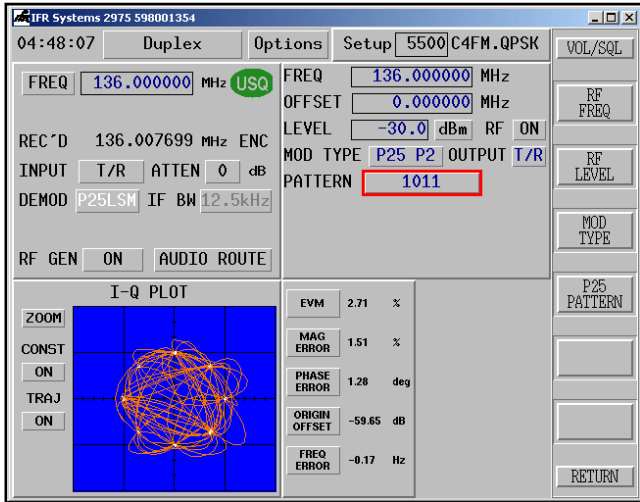 IFR Systems 2975 598001354
04:48:07 Duplex Options Setup 5500 C4FM.QPSK
FREQ 136.000000 MHz USQ
REC'D 136.007699 MHz ENC
INPUT T/R ATTEN 0 dB
DEMOD P25LSM IF BW 12.5kHz
RF GEN ON AUDIO ROUTE
FREQ 136.000000 MHz
OFFSET 0.000000 MHz
LEVEL -30.0 dBm RF ON
MOD TYPE P25 P2 OUTPUT T/R
PATTERN 1011
I-Q PLOT
ZOOM
CONST
ON
TRAJ
ON
EVM 2.71 %
MAG ERROR 1.51 %
PHASE ERROR 1.28 deg
ORIGIN OFFSET -59.65 dB
FREQ ERROR -0.17 Hz
VOL/SQL
RF
FREQ
RF
LEVEL
MOD
TYPE
P25
PATTERN
RETURN